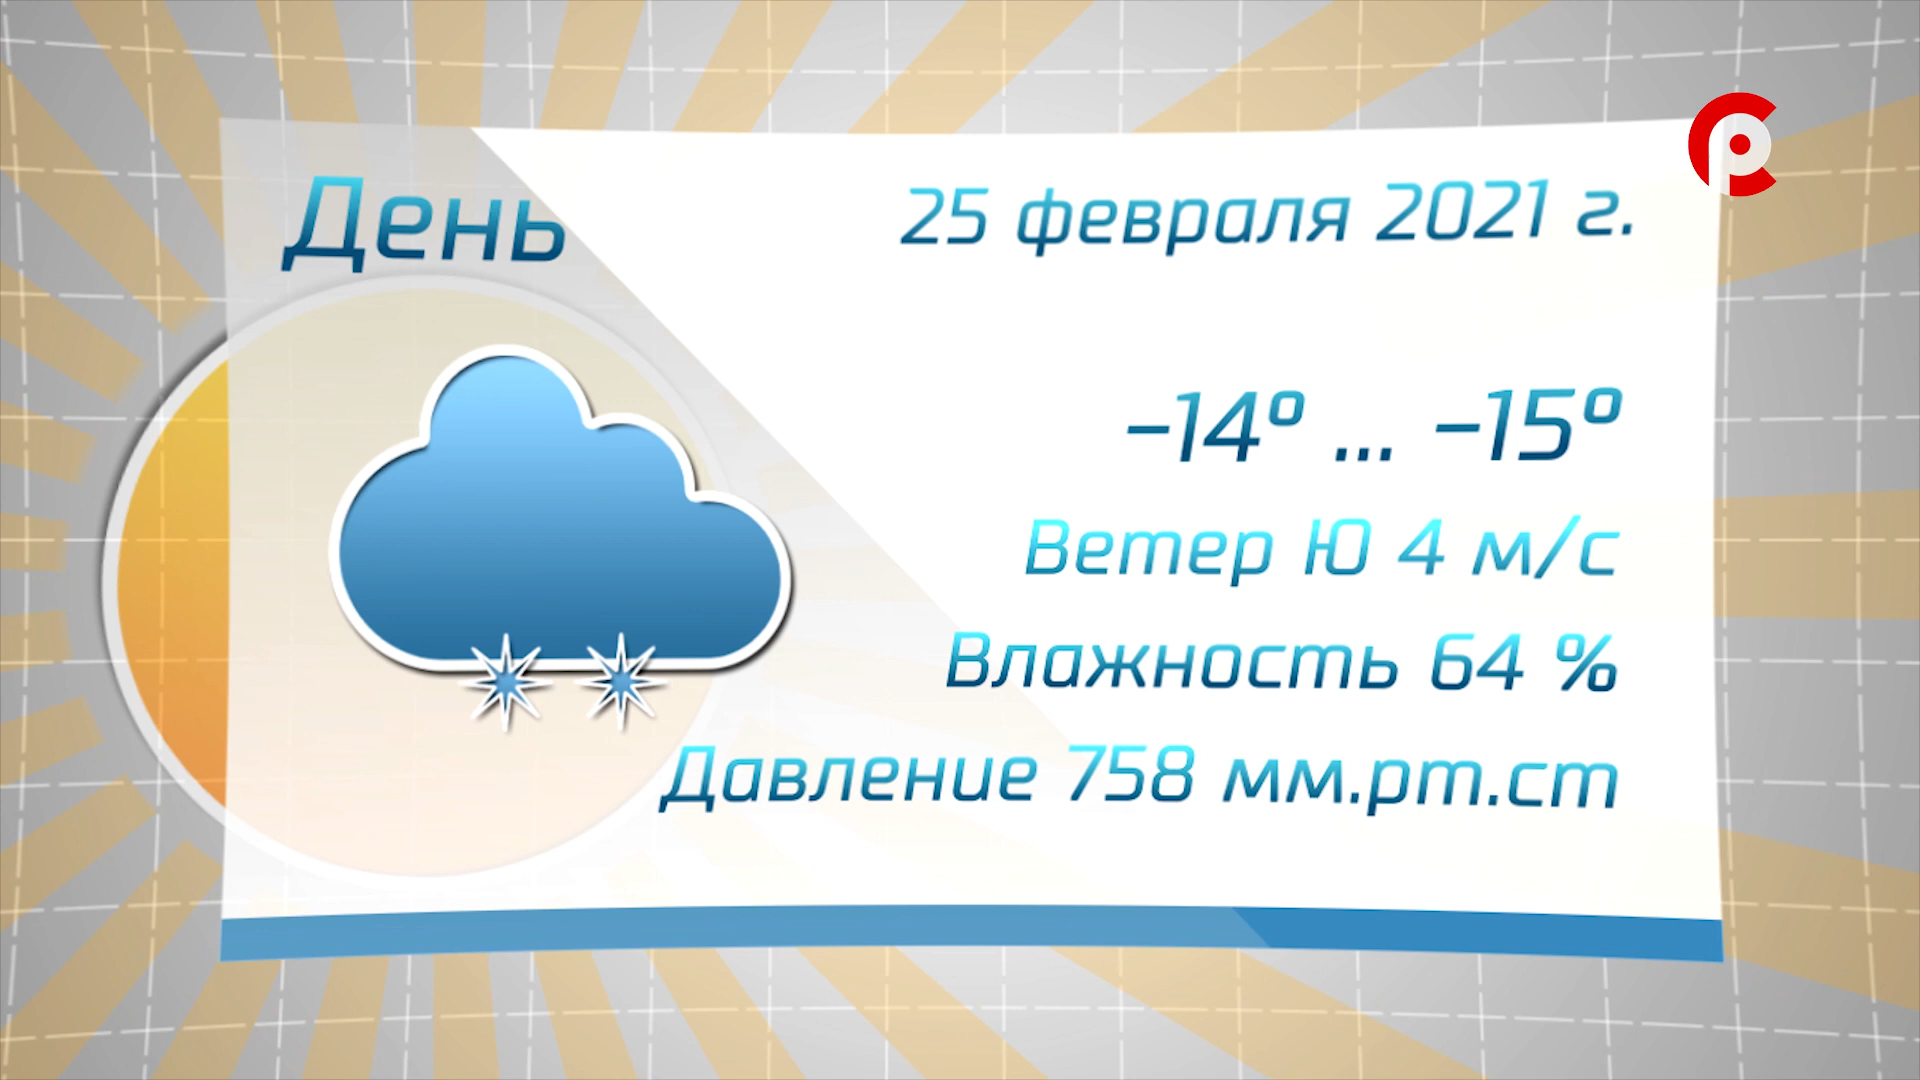 День
25 февраля 2021 г.
-14° ... -15°
Ветер Ю 4 м/с
Влажность 64 %
Давление 758 мм.рт.ст